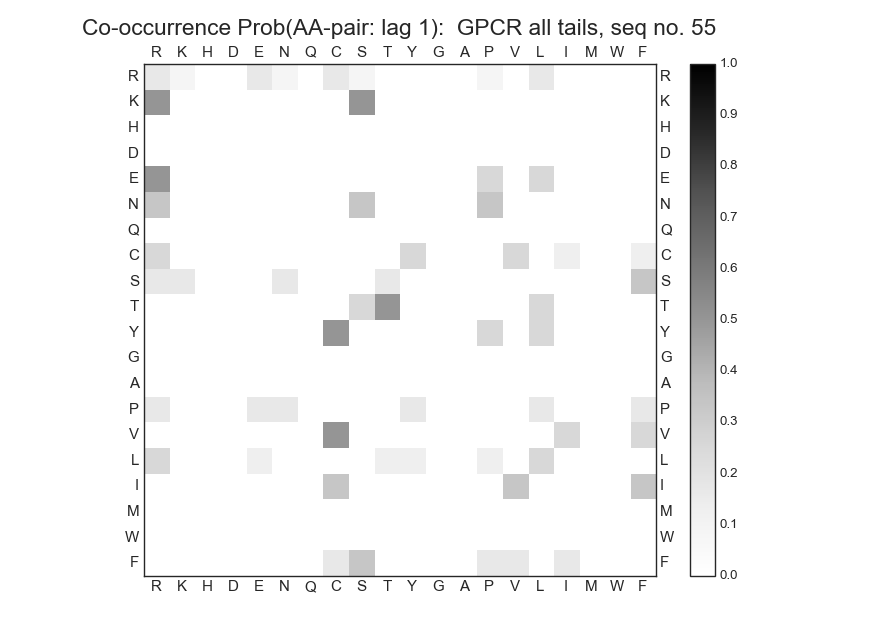 Co-occurrence Prob(AA-pair: lag 1):  GPCR all tails, seq no. 55
R K H D E N Q C S T Y G A P V L I M W F
R R 1.0
K K 0.9
H H
D D 0.8
E E
N N 0.7
Q Q
C C 0.6
S S
T T 0.5
Y Y
G G
A A 0.4
P P
V V 0.3
L L
I I 0.2
M M 0.1
W W
F F 0.0
R K H D E N Q C S T Y G A P V L I M W F